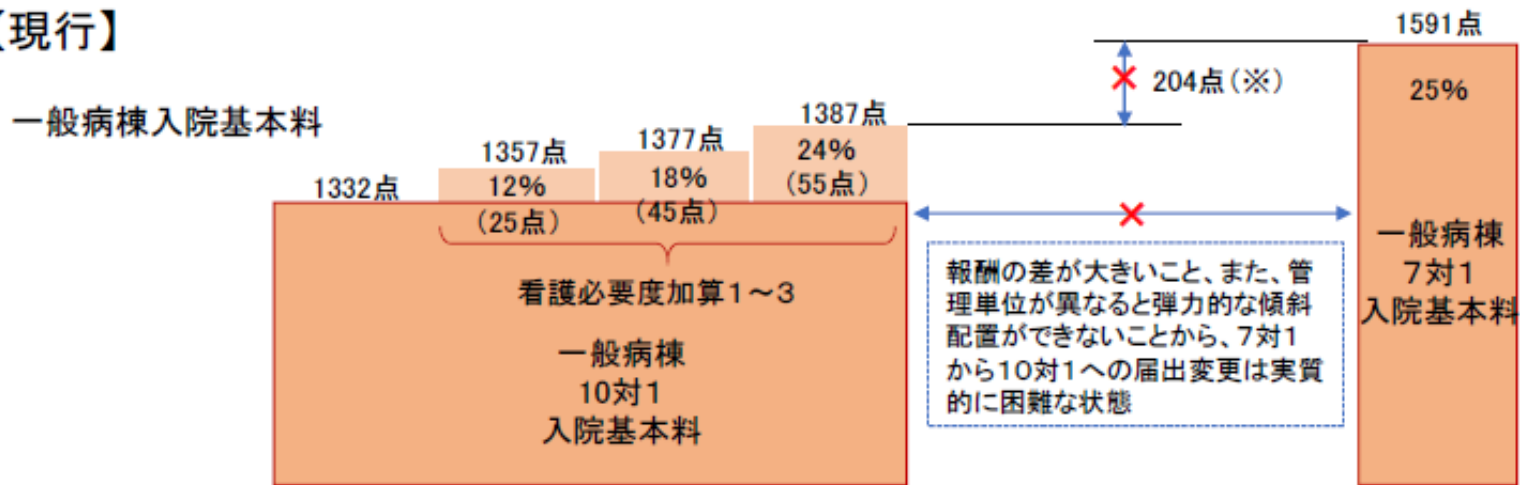 【現行】
1591点
204点(※)
25%
一般病棟入院基本料
1387点
1377点
24%
1357点
18%
(55点)
1332点
12%
(45点)
(25点)
一般病棟
7対1
入院基本料
報酬の差が大きいこと、また、管
理単位が異なると弾力的な傾斜
配置ができないことから、7対1
から10対1への届出変更は実質
的に困難な状態
看護必要度加算1～3
一般病棟
10対1
入院基本料